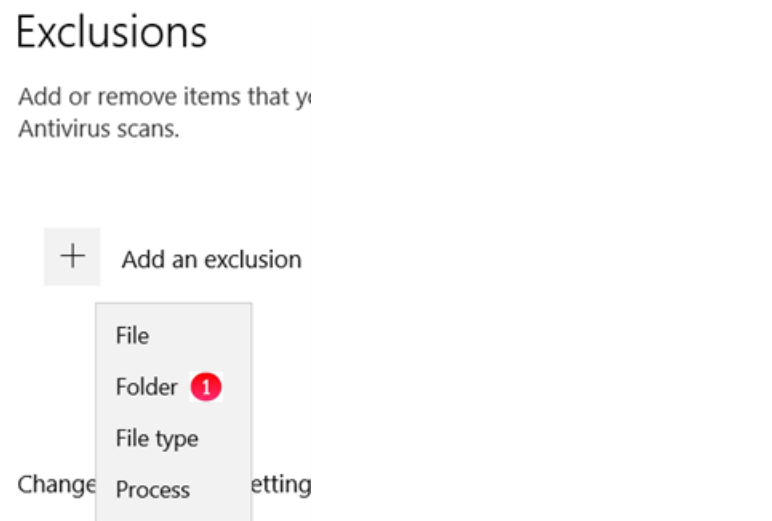 Exclusions
Add or remove items that
Antivirus scans.
+ Add an exclusion
File
Folder 1
File type
Process
Change etting